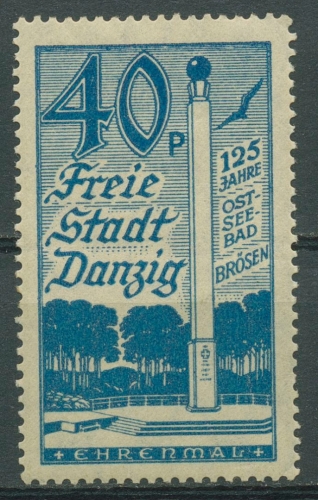 40 P
Freie
Stadt
Danzig
125
JAHRE
OST-
SEE-
BAD
BRÖSEN
+ EHRENMAL +